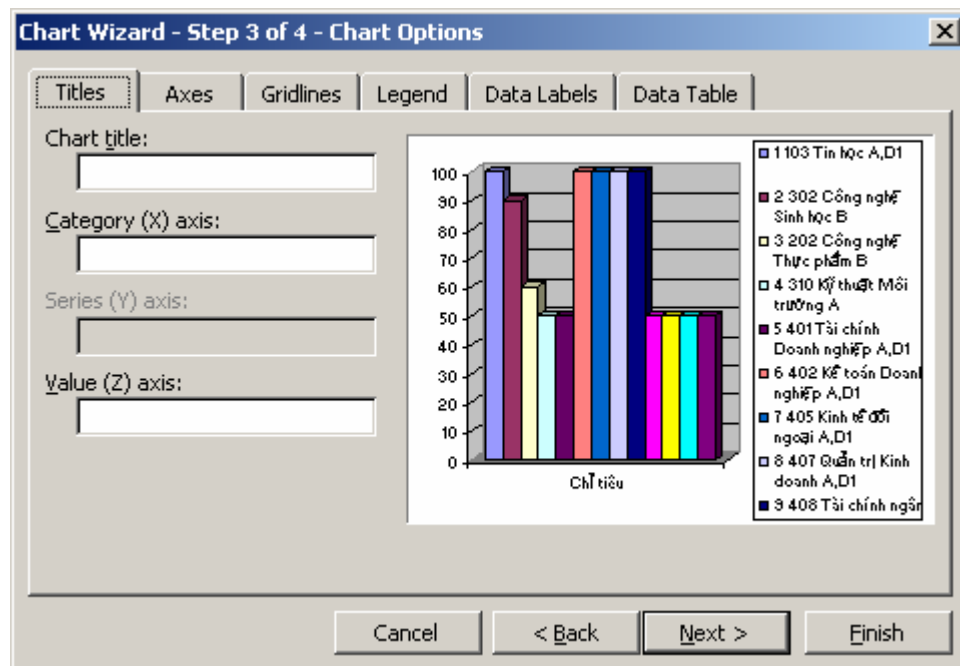 Chart Wizard - Step 3 of 4 - Chart Options
Titles Axes Gridlines Legend Data Labels Data Table
Chart title:
Category (X) axis:
Series (Y) axis:
Value (Z) axis:
100
90
80
70
60
50
40
30
20
10
0
Chỉ tiêu
1 103 Tin học A,D1
2 302 Công nghệ
Sinh học B
3 202 Công nghệ
Thực phẩm B
4 310 Kỹ thuật Môi
trường A
5 401 Tài chính
Doanh nghiệp A,D1
6 402 Kế toán Doanh
nghiệp A,D1
7 405 Kinh tế đối
ngoại A,D1
8 407 Quản trị Kinh
doanh A,D1
9 408 Tài chính ngân
Cancel < Back Next > Finish